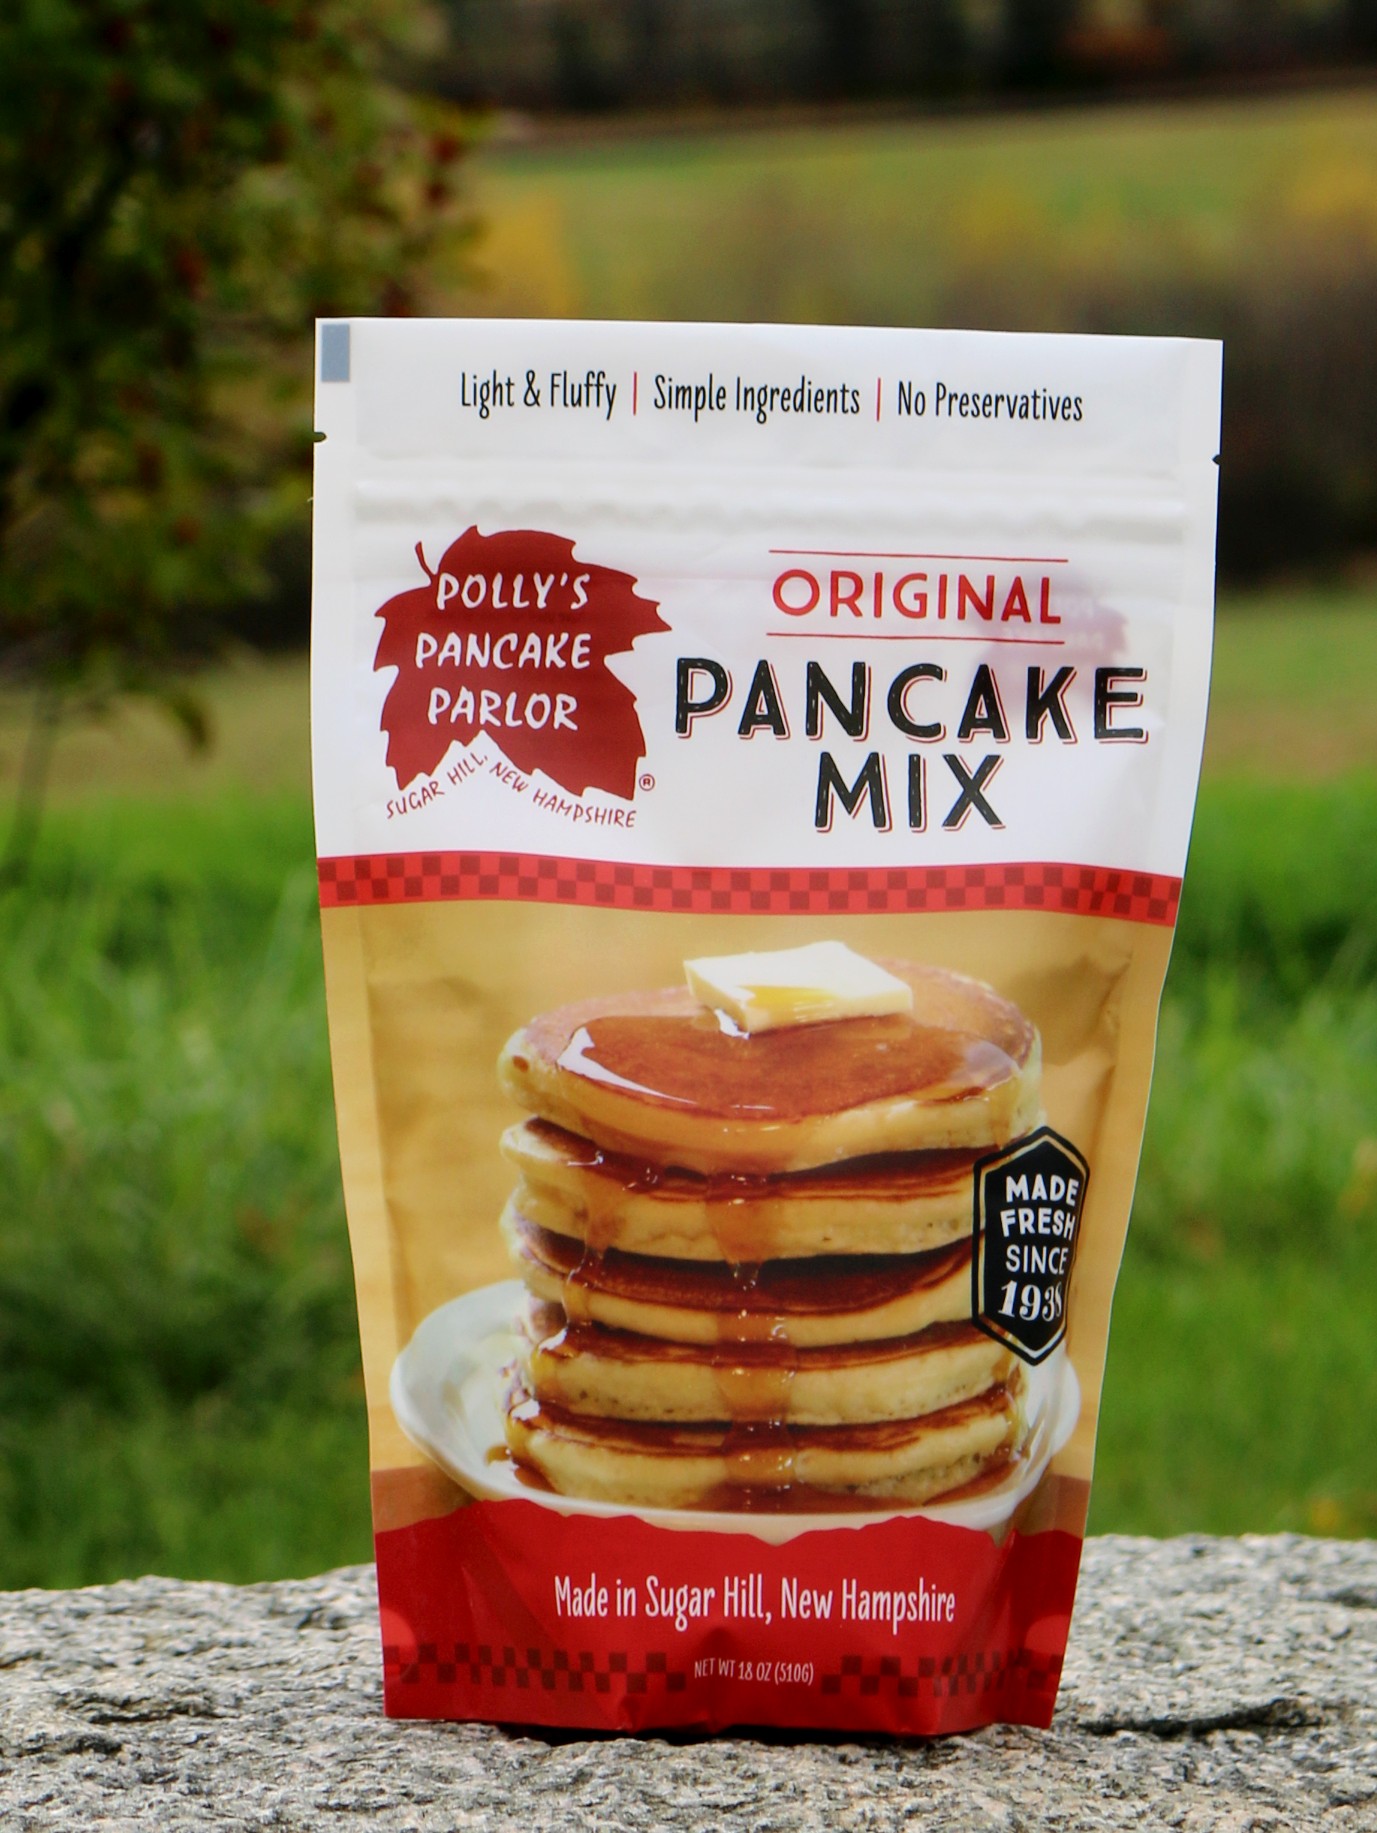 Light & Fluffy | Simple Ingredients | No Preservatives
POLLY'S
PANCAKE
PARLOR
SUGAR HILL, NEW HAMPSHIRE
®
ORIGINAL
PANCAKE
MIX
MADE
FRESH
SINCE
1938
Made in Sugar Hill, New Hampshire
NET WT 18 OZ (510G)